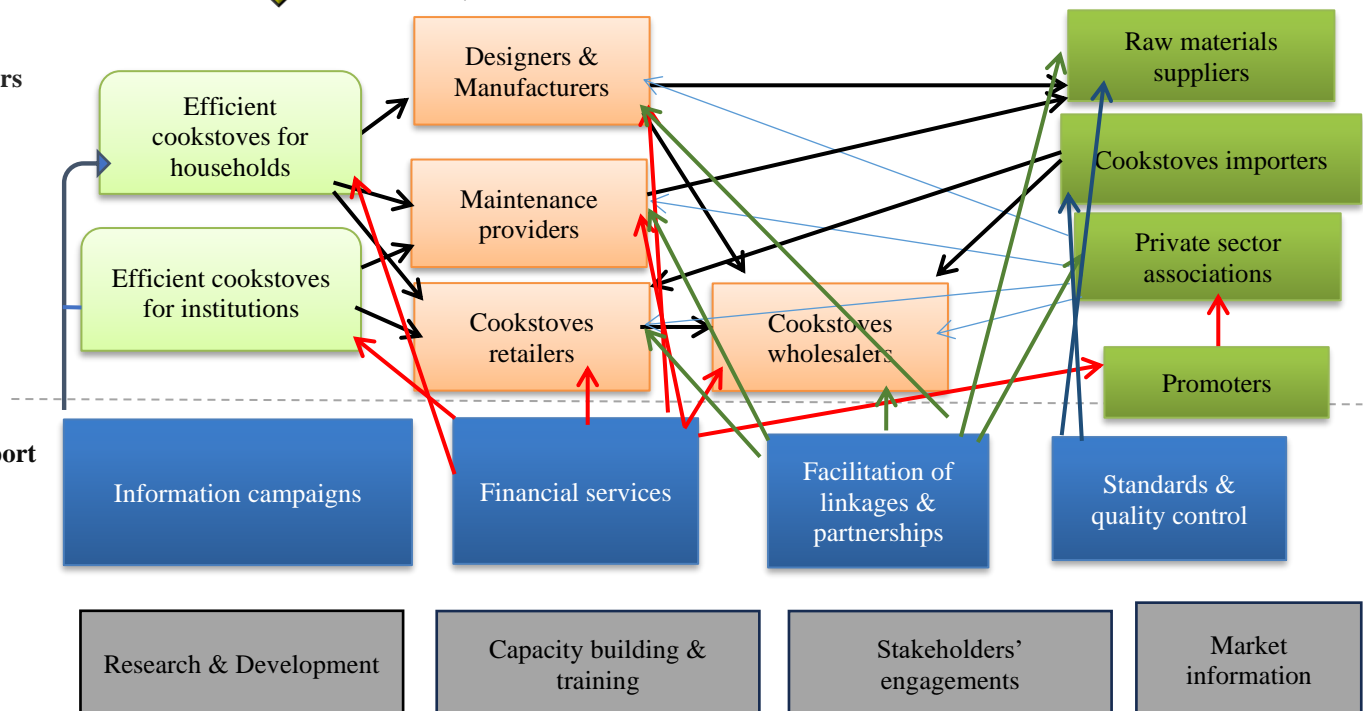 rs
Efficient
cookstoves for
households
Efficient cookstoves
for institutions
Designers &
Manufacturers
Maintenance
providers
Cookstoves
retailers
Cookstoves
wholesalers
Raw materials
suppliers
Cookstoves importers
Private sector
associations
Promoters
port
Information campaigns
Financial services
Facilitation of
linkages &
partnerships
Standards &
quality control
Research & Development
Capacity building &
training
Stakeholders’
engagements
Market
information